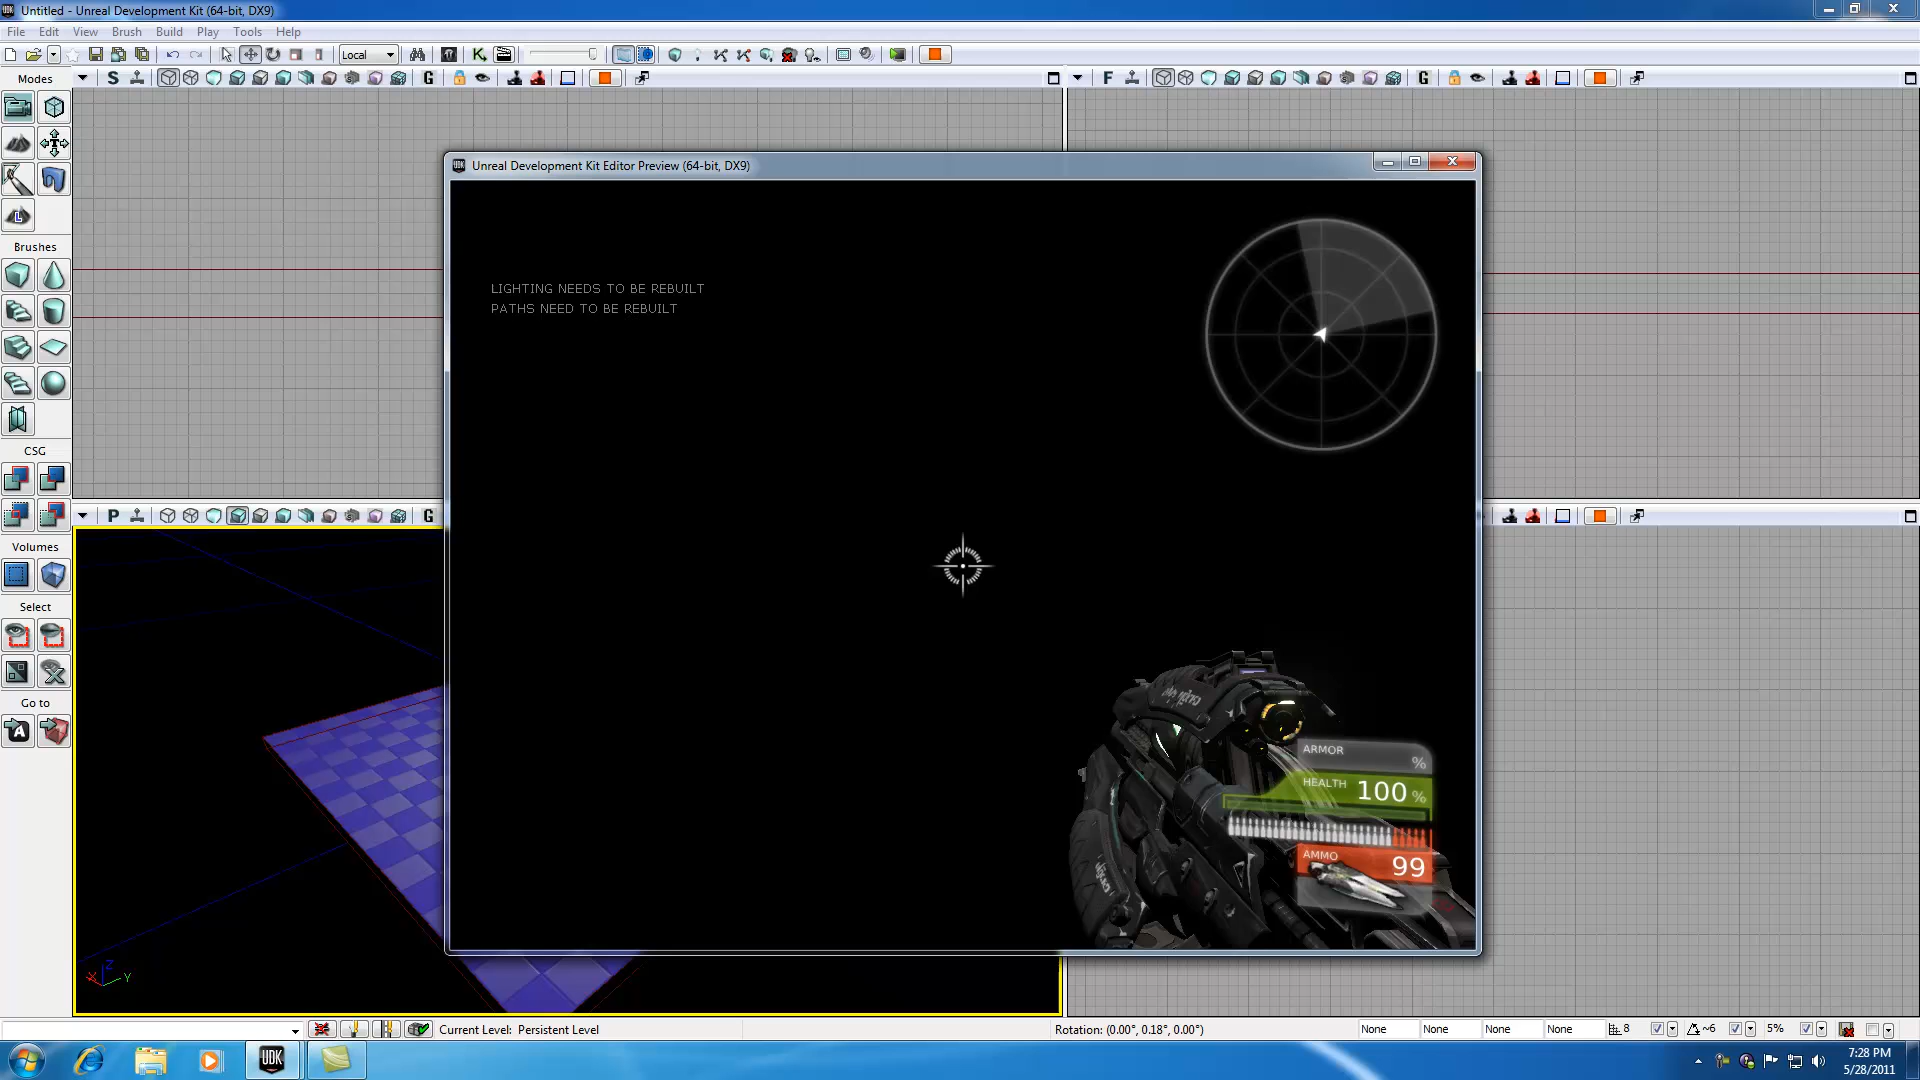 Untitled - Unreal Development Kit (64-bit, DX9)
File Edit View Brush Build Play Tools Help
Local
Modes
S
G
F
G
Unreal Development Kit Editor Preview (64-bit, DX9)
LIGHTING NEEDS TO BE REBUILT
PATHS NEED TO BE REBUILT
L
Brushes
CSG
P
G
Volumes
Select
Go to
A
ARMOR
%
HEALTH 100 %
AMMO 99
Z
X
Y
Current Level: Persistent Level
Rotation: (0.00°, 0.18°, 0.00°)
None None None None
8
~6
5%
UDK
7:28 PM
5/28/2011